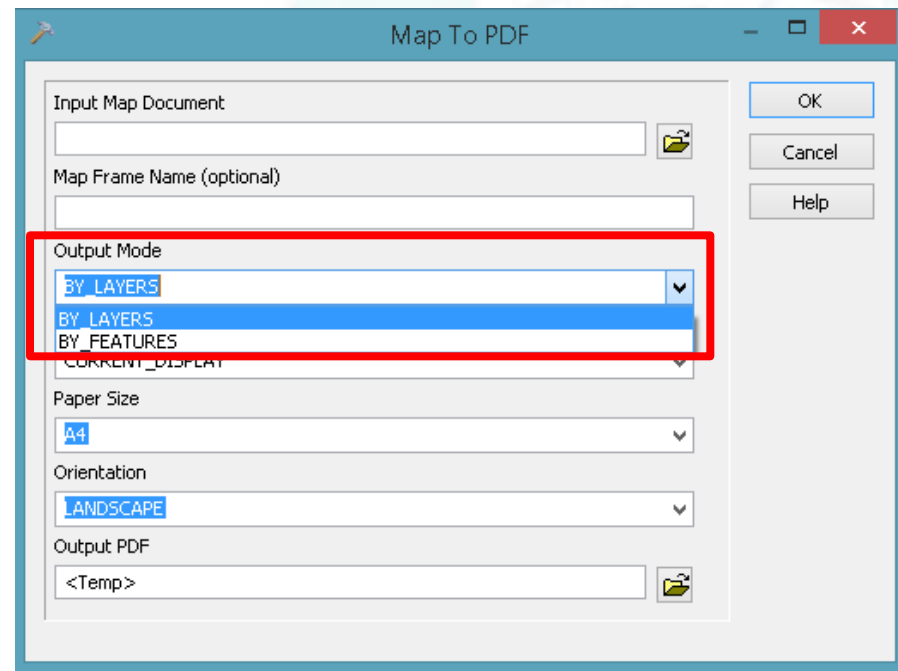 Map To PDF
Input Map Document
OK
Cancel
Map Frame Name (optional)
Help
Output Mode
BY_LAYERS
BY_LAYERS
BY_FEATURES
CURRENT_DISPLAY
Paper Size
A4
Orientation
LANDSCAPE
Output PDF
<Temp>